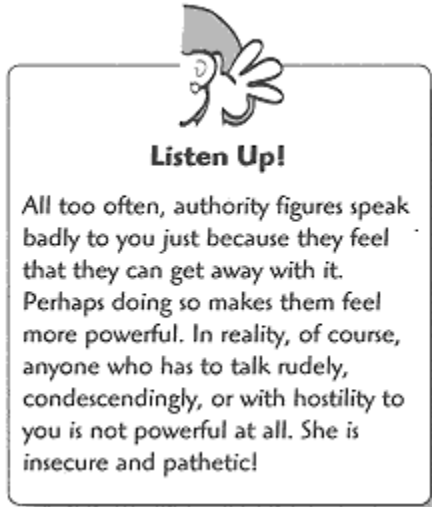 Listen Up!
All too often, authority figures speak
badly to you just because they feel
that they can get away with it.
Perhaps doing so makes them feel
more powerful. In reality, of course,
anyone who has to talk rudely,
condescendingly, or with hostility to
you is not powerful at all. She is
insecure and pathetic!